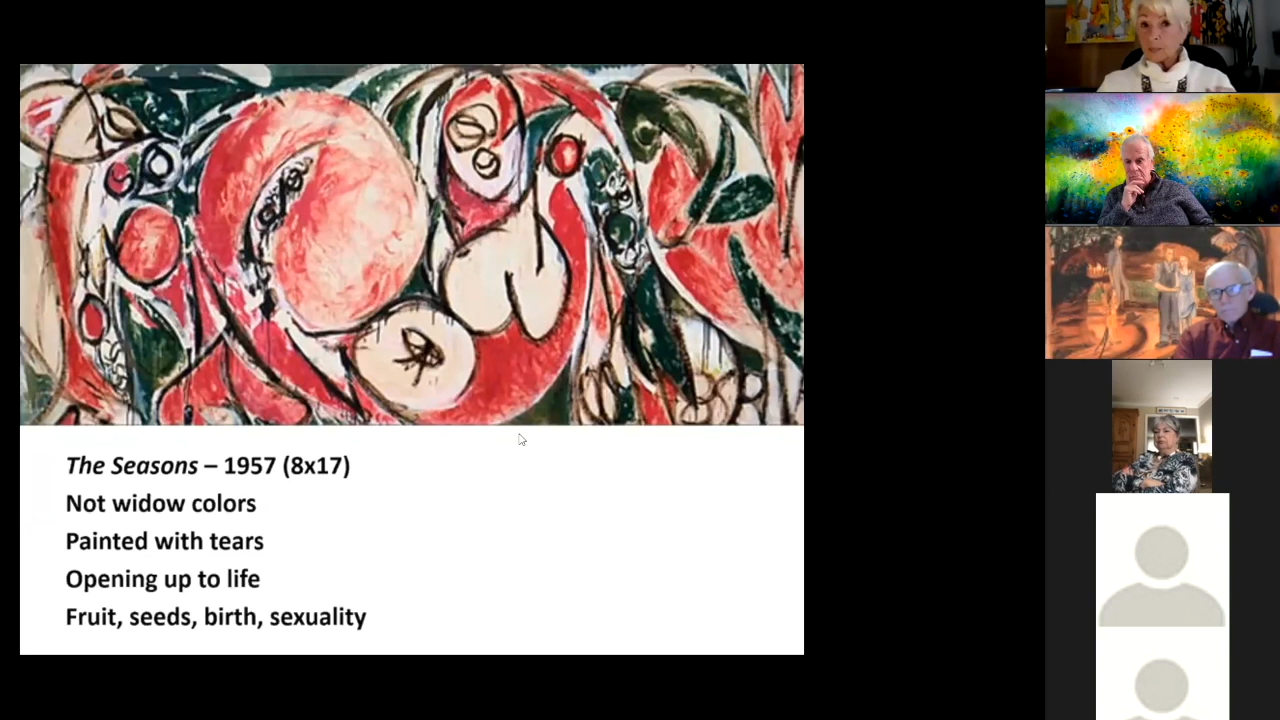 The Seasons – 1957 (8x17)
Not widow colors
Painted with tears
Opening up to life
Fruit, seeds, birth, sexuality